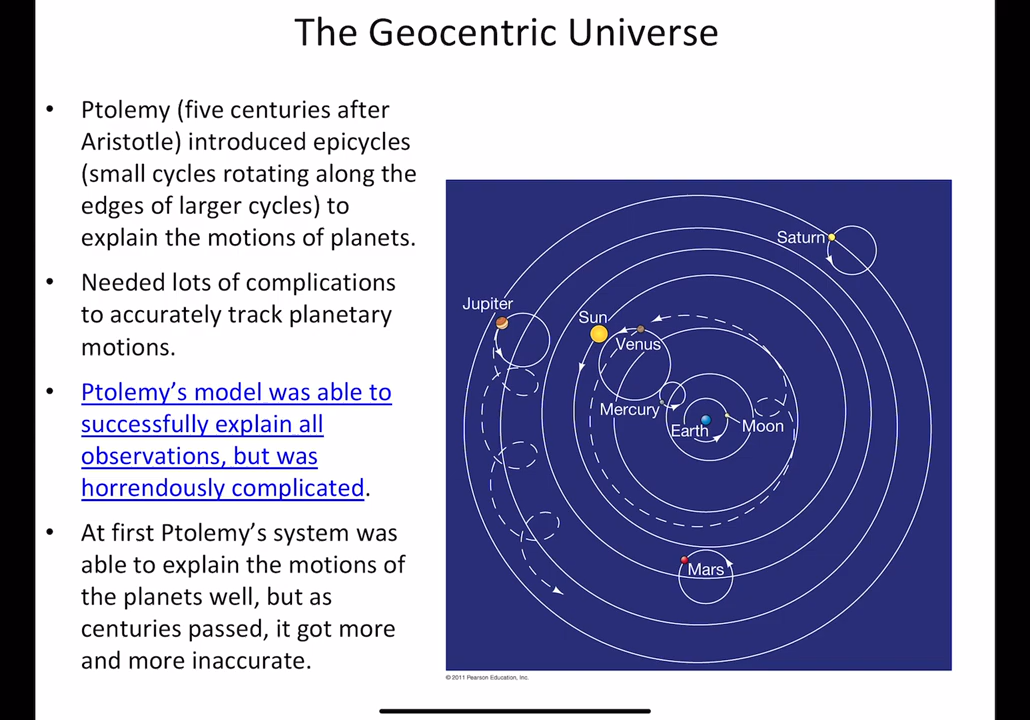 The Geocentric Universe
• Ptolemy (five centuries after
Aristotle) introduced epicycles
(small cycles rotating along the
edges of larger cycles) to
explain the motions of planets.
• Needed lots of complications
to accurately track planetary
motions.
• Ptolemy’s model was able to
successfully explain all
observations, but was
horrendously complicated.
• At first Ptolemy’s system was
able to explain the motions of
the planets well, but as
centuries passed, it got more
and more inaccurate.
Saturn
Jupiter
Sun
Venus
Mercury
Earth
Moon
Mars
© 2011 Pearson Education, Inc.